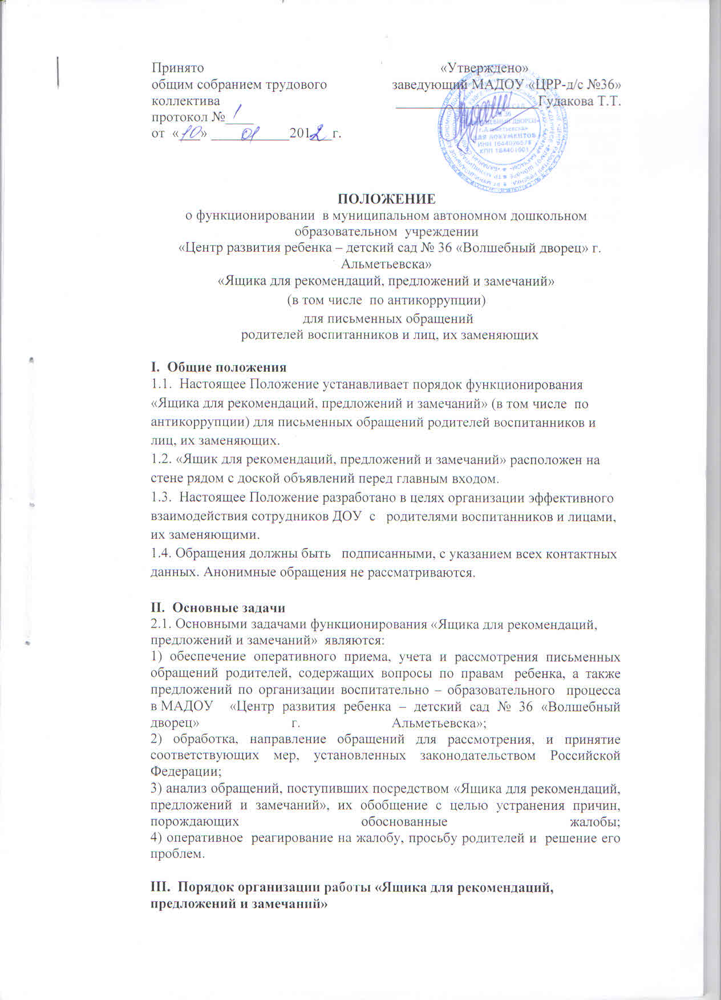 Принято
«Утверждено»
общим собранием трудового
заведующий МАДОУ «ЦРР-д/с №36»
коллектива
Гудакова Т.Т.
протокол № 1
от «10» 01 2012 г.
ДЛЯ ДОКУМЕНТОВ
ПОЛОЖЕНИЕ
о функционировании в муниципальном автономном дошкольном
образовательном учреждении
«Центр развития ребенка – детский сад № 36 «Волшебный дворец» г.
Альметьевска»
«Ящика для рекомендаций, предложений и замечаний»
(в том числе по антикоррупции)
для письменных обращений
родителей воспитанников и лиц, их заменяющих
I. Общие положения
1.1. Настоящее Положение устанавливает порядок функционирования
«Ящика для рекомендаций, предложений и замечаний» (в том числе по
антикоррупции) для письменных обращений родителей воспитанников и
лиц, их заменяющих.
1.2. «Ящик для рекомендаций, предложений и замечаний» расположен на
стене рядом с доской объявлений перед главным входом.
1.3. Настоящее Положение разработано в целях организации эффективного
взаимодействия сотрудников ДОУ с родителями воспитанников и лицами,
их заменяющими.
1.4. Обращения должны быть подписанными, с указанием всех контактных
данных. Анонимные обращения не рассматриваются.
II. Основные задачи
2.1. Основными задачами функционирования «Ящика для рекомендаций,
предложений и замечаний» являются:
1) обеспечение оперативного приема, учета и рассмотрения письменных
обращений родителей, содержащих вопросы по правам ребенка, а также
предложений по организации воспитательно – образовательного процесса
в МАДОУ «Центр развития ребенка – детский сад № 36 «Волшебный
дворец» г. Альметьевска»;
2) обработка, направление обращений для рассмотрения, и принятие
соответствующих мер, установленных законодательством Российской
Федерации;
3) анализ обращений, поступивших посредством «Ящика для рекомендаций,
предложений и замечаний», их обобщение с целью устранения причин,
порождающих обоснованные жалобы;
4) оперативное реагирование на жалобу, просьбу родителей и решение его
проблем.
III. Порядок организации работы «Ящика для рекомендаций,
предложений и замечаний»